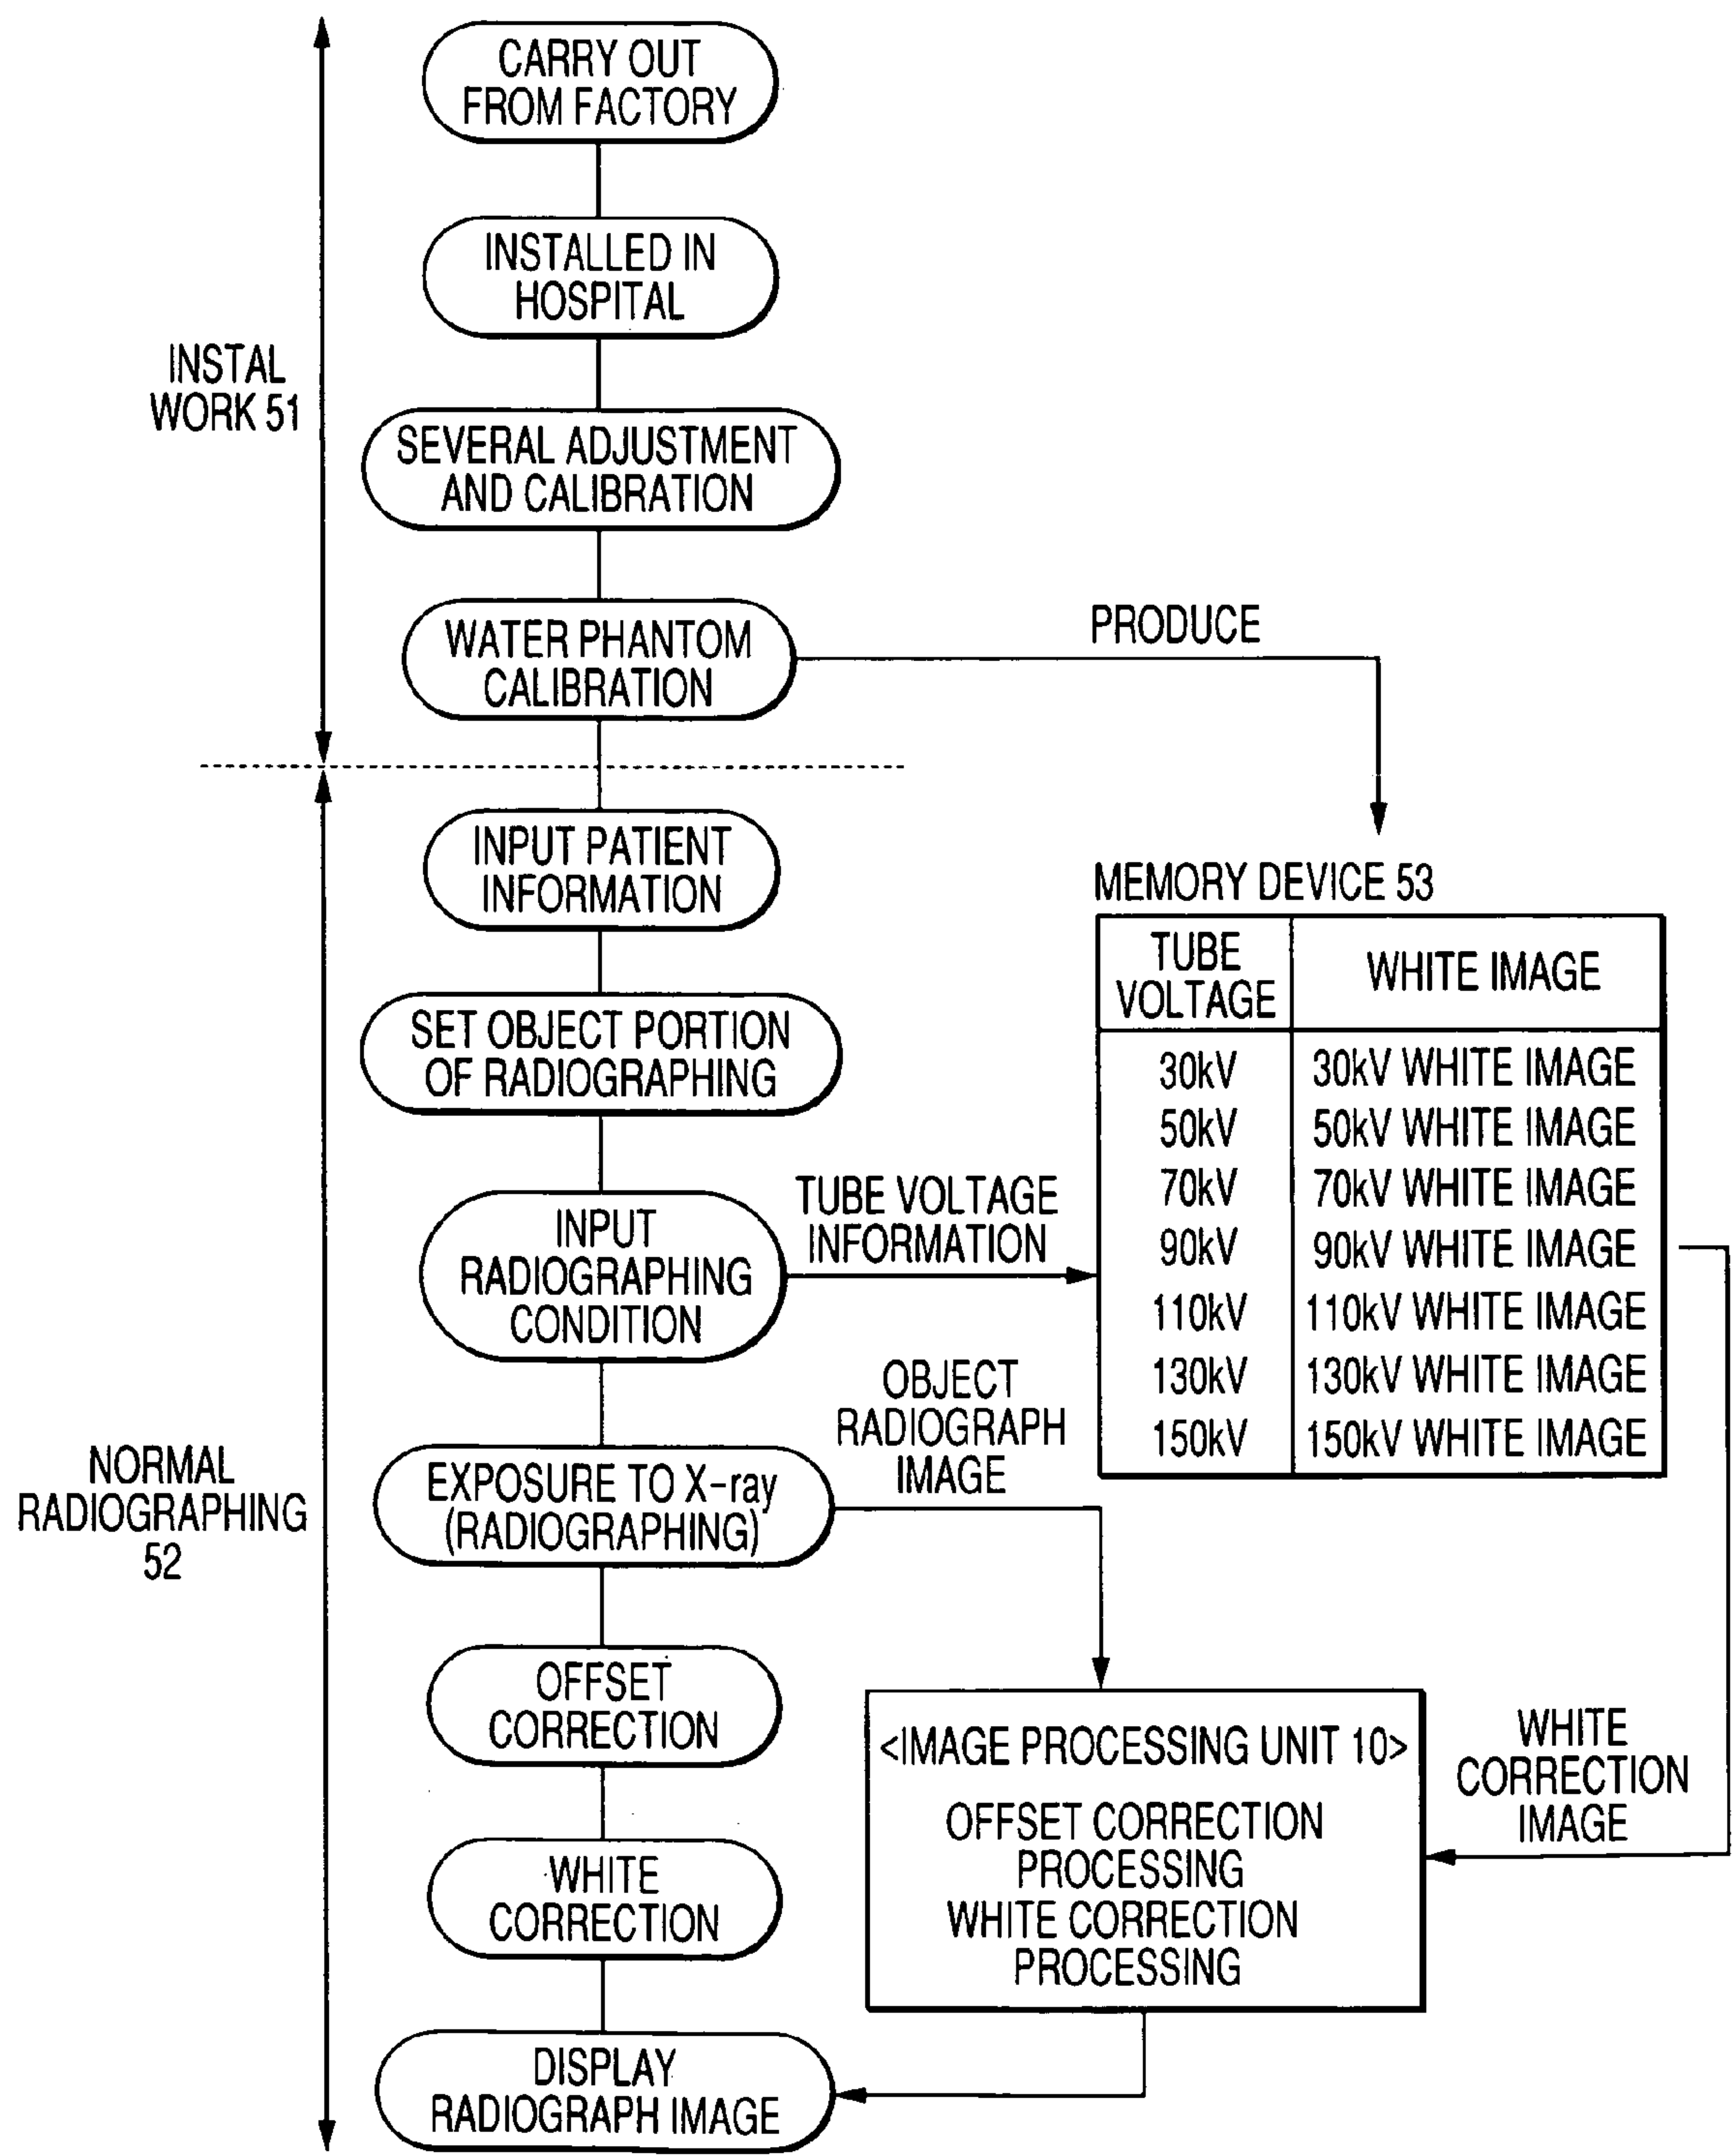 CARRY OUT
FROM FACTORY
INSTALLED IN
HOSPITAL
INSTAL
WORK 51
SEVERAL ADJUSTMENT
AND CALIBRATION
WATER PHANTOM
CALIBRATION
PRODUCE
INPUT PATIENT
INFORMATION
MEMORY DEVICE 53
TUBE
VOLTAGE
WHITE IMAGE
30kV 30kV WHITE IMAGE
50kV 50kV WHITE IMAGE
70kV 70kV WHITE IMAGE
90kV 90kV WHITE IMAGE
110kV 110kV WHITE IMAGE
130kV 130kV WHITE IMAGE
150kV 150kV WHITE IMAGE
SET OBJECT PORTION
OF RADIOGRAPHING
INPUT
RADIOGRAPHING
CONDITION
TUBE VOLTAGE
INFORMATION
OBJECT
RADIOGRAPH
IMAGE
NORMAL
RADIOGRAPHING
52
EXPOSURE TO X-ray
(RADIOGRAPHING)
OFFSET
CORRECTION
<IMAGE PROCESSING UNIT 10>
OFFSET CORRECTION
PROCESSING
WHITE CORRECTION
PROCESSING
WHITE
CORRECTION
IMAGE
WHITE
CORRECTION
DISPLAY
RADIOGRAPH IMAGE